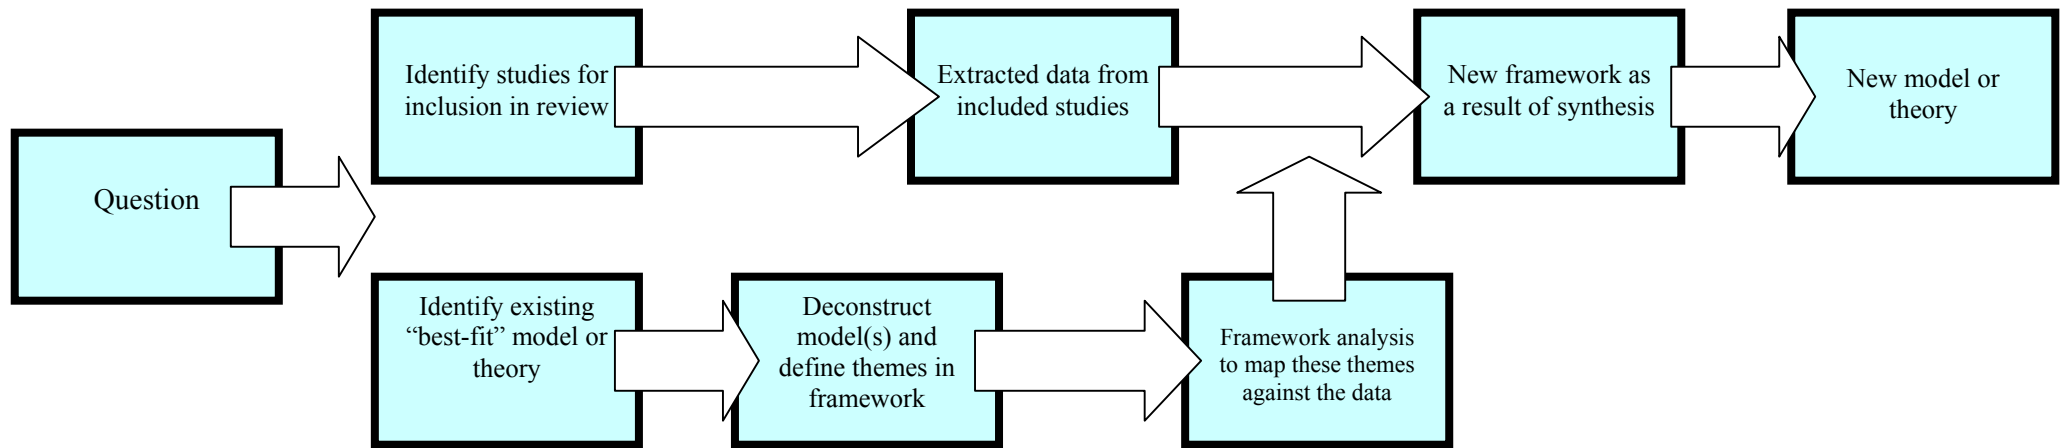 Question
Identify studies for
inclusion in review
Extracted data from
included studies
New framework as
a result of synthesis
New model or
theory
Identify existing
“best-fit” model or
theory
Deconstruct
model(s) and
define themes in
framework
Framework analysis
to map these themes
against the data